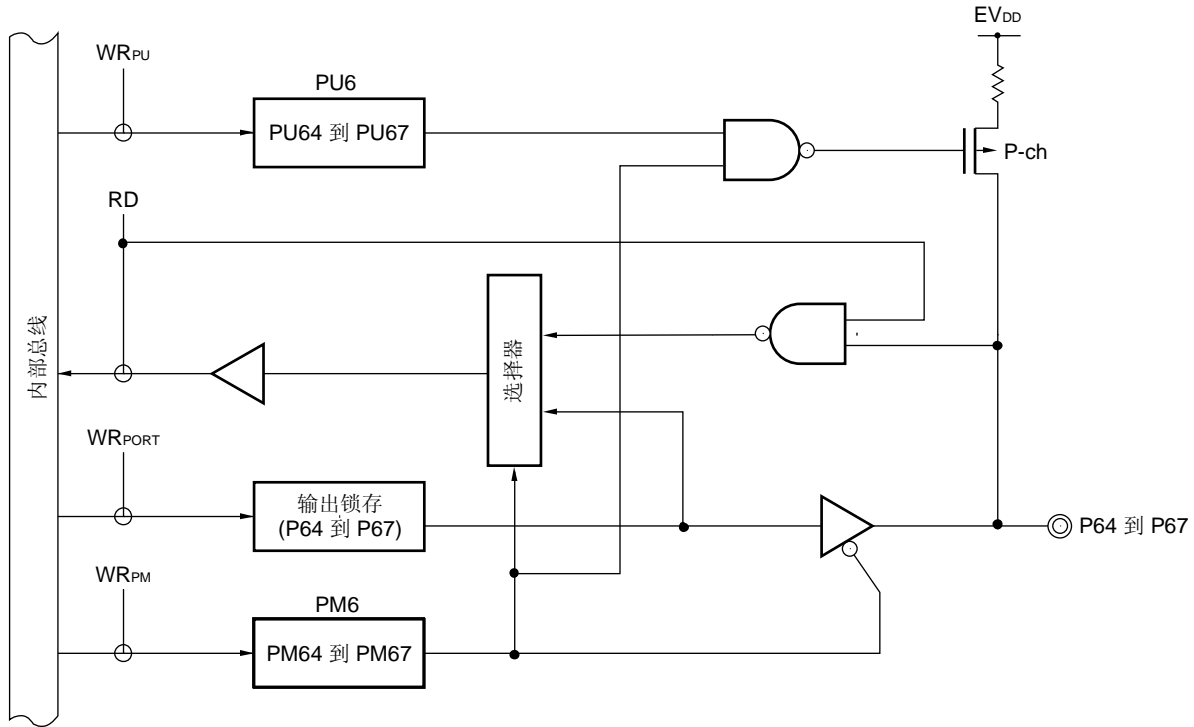 EVDD
WRPU
PU6
PU64 到 PU67
P-ch
RD
内部总线
选择器
WRPORT
输出锁存
(P64 到 P67)
P64 到 P67
WRPM
PM6
PM64 到 PM67